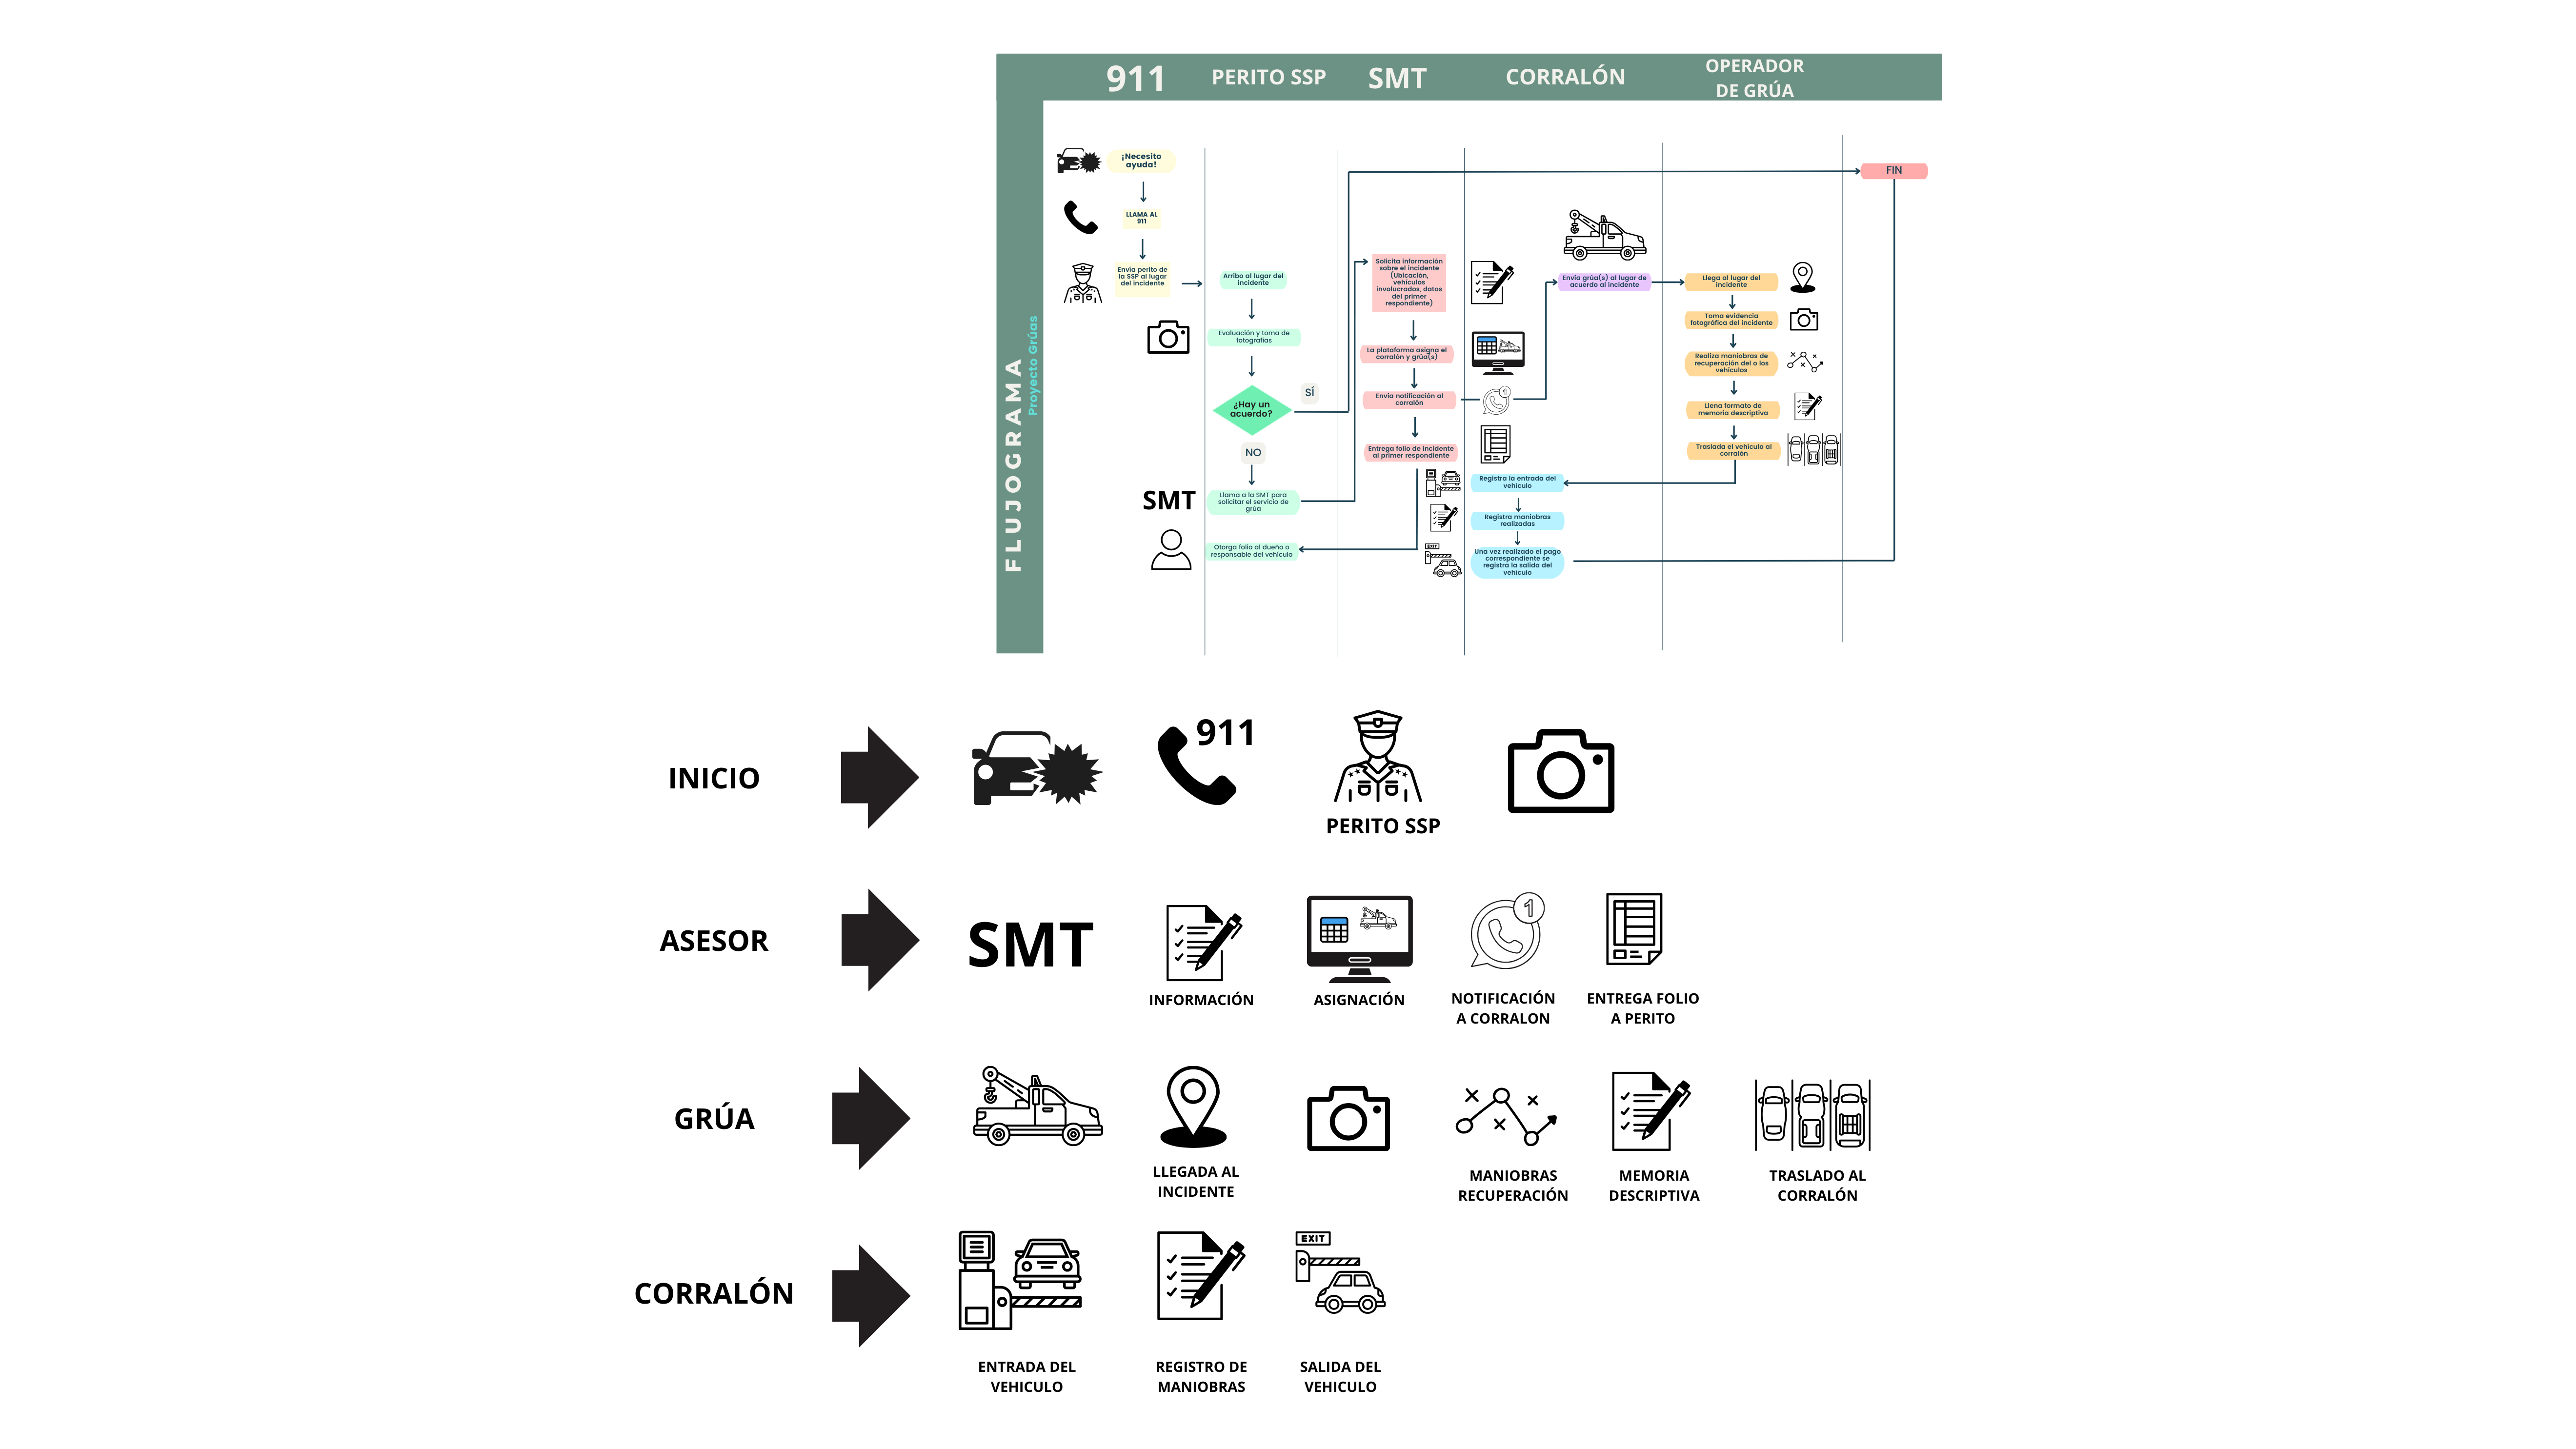 911
PERITO SSP
SMT
CORRALÓN
OPERADOR
DE GRÚA
FLUJOGRAMA
Proyecto Grúas
¡Necesito
ayuda!
LLAMA AL
911
Envía perito de
la SSP al lugar
del incidente
Arribo al lugar del
incidente
Evaluación y toma de
fotografías
¿Hay un
acuerdo?
SÍ
NO
SMT
Llama a la SMT para
solicitar el servicio de
grúa
Otorga folio al dueño o
responsable del vehículo
Solicita información
sobre el incidente
(Ubicación,
vehículos
involucrados, datos
del primer
respondiente)
La plataforma asigna el
corralón y grúa(s)
Envía notificación al
corralón
1
Entrega folio de incidente
al primer respondiente
Envía grúa(s) al lugar de
acuerdo al incidente
Registra la entrada del
vehículo
Registra maniobras
realizadas
EXIT
Una vez realizado el pago
correspondiente se
registra la salida del
vehículo
Llega al lugar del
incidente
Toma evidencia
fotográfica del incidente
Realiza maniobras de
recuperación del o los
vehículos
Llena formato de
memoria descriptiva
Traslada el vehículo al
corralón
FIN
INICIO
911
PERITO SSP
ASESOR
SMT
INFORMACIÓN
ASIGNACIÓN
1
NOTIFICACIÓN
A CORRALON
ENTREGA FOLIO
A PERITO
GRÚA
LLEGADA AL
INCIDENTE
MANIOBRAS
RECUPERACIÓN
MEMORIA
DESCRIPTIVA
TRASLADO AL
CORRALÓN
CORRALÓN
ENTRADA DEL
VEHICULO
REGISTRO DE
MANIOBRAS
EXIT
SALIDA DEL
VEHICULO